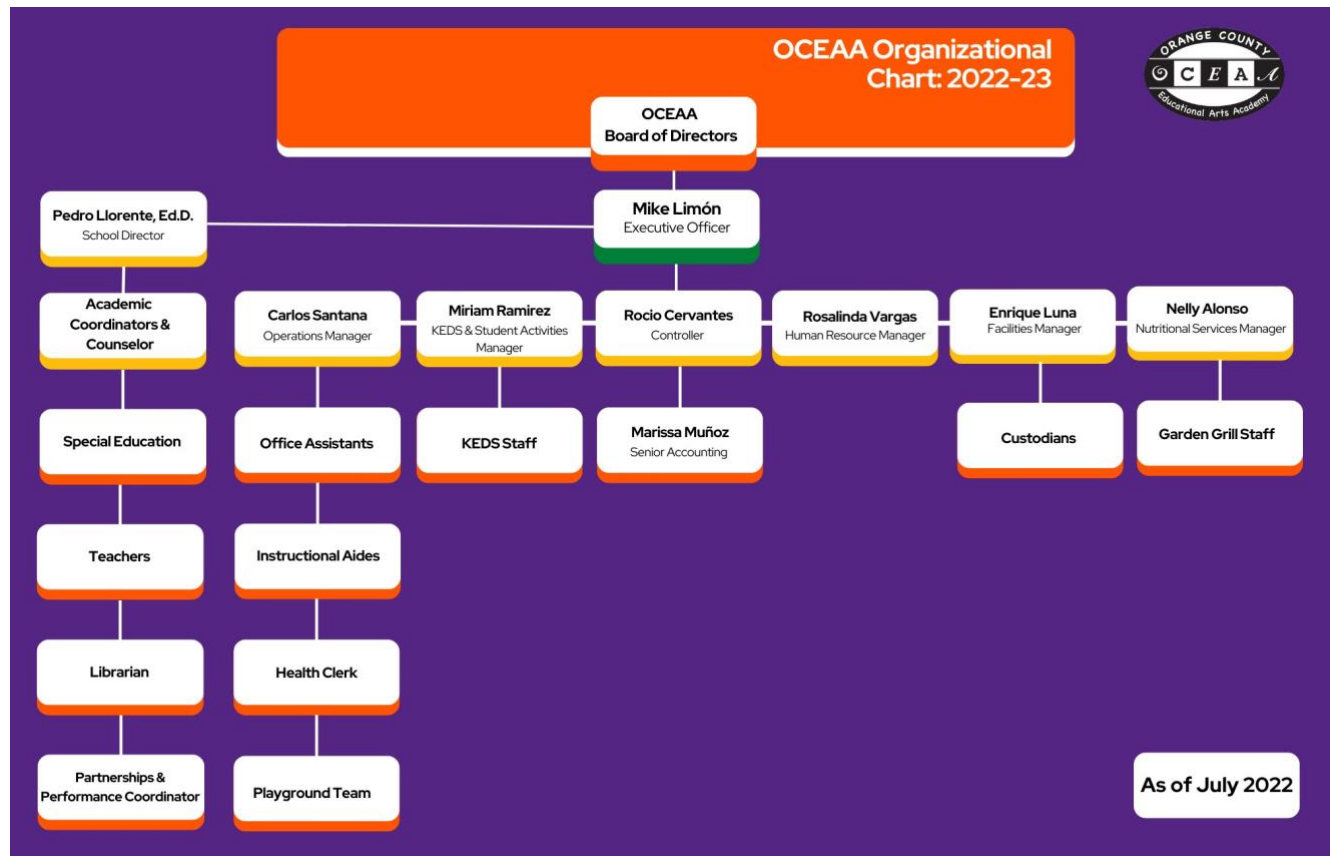 OCEAA Organizational
Chart: 2022-23
ORANGE COUNTY
O C E A A
Educational Arts Academy
OCEAA
Board of Directors
Mike Limón
Executive Officer
Pedro Llorente, Ed.D.
School Director
Academic
Coordinators &
Counselor
Carlos Santana
Operations Manager
Miriam Ramirez
KEDS & Student Activities
Manager
Rocio Cervantes
Controller
Rosalinda Vargas
Human Resource Manager
Enrique Luna
Facilities Manager
Nelly Alonso
Nutritional Services Manager
Special Education
Office Assistants
KEDS Staff
Marissa Muñoz
Senior Accounting
Custodians
Garden Grill Staff
Teachers
Instructional Aides
Librarian
Health Clerk
Partnerships &
Performance Coordinator
Playground Team
As of July 2022